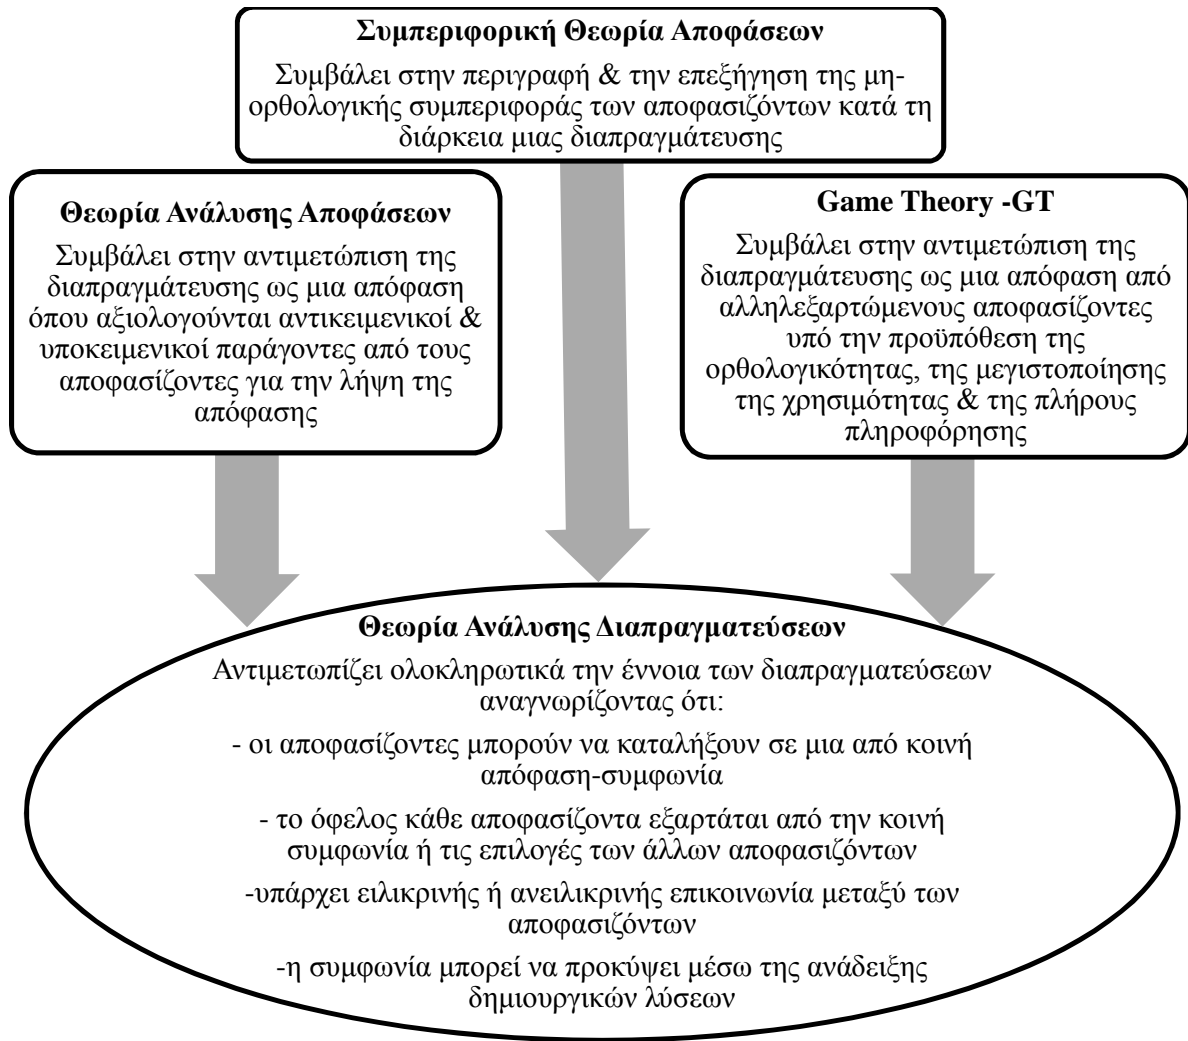 Συμπεριφορική Θεωρία Αποφάσεων
Συμβάλει στην περιγραφή & την επεξήγηση της μη-
ορθολογικής συμπεριφοράς των αποφασιζόντων κατά τη
διάρκεια μιας διαπραγμάτευσης
Θεωρία Ανάλυσης Αποφάσεων
Συμβάλει στην αντιμετώπιση της
διαπραγμάτευσης ως μια απόφαση
όπου αξιολογούνται αντικειμενικοί &
υποκειμενικοί παράγοντες από τους
αποφασίζοντες για την λήψη της
απόφασης
Game Theory -GT
Συμβάλει στην αντιμετώπιση της
διαπραγμάτευσης ως μια απόφαση από
αλληλεξαρτώμενους αποφασίζοντες
υπό την προϋπόθεση της
ορθολογικότητας, της μεγιστοποίησης
της χρησιμότητας & της πλήρους
πληροφόρησης
Θεωρία Ανάλυσης Διαπραγματεύσεων
Αντιμετωπίζει ολοκληρωτικά την έννοια των διαπραγματεύσεων
αναγνωρίζοντας ότι:
- οι αποφασίζοντες μπορούν να καταλήξουν σε μια από κοινή
απόφαση-συμφωνία
- το όφελος κάθε αποφασίζοντα εξαρτάται από την κοινή
συμφωνία ή τις επιλογές των άλλων αποφασιζόντων
-υπάρχει ειλικρινής ή ανειλικρινής επικοινωνία μεταξύ των
αποφασιζόντων
-η συμφωνία μπορεί να προκύψει μέσω της ανάδειξης
δημιουργικών λύσεων